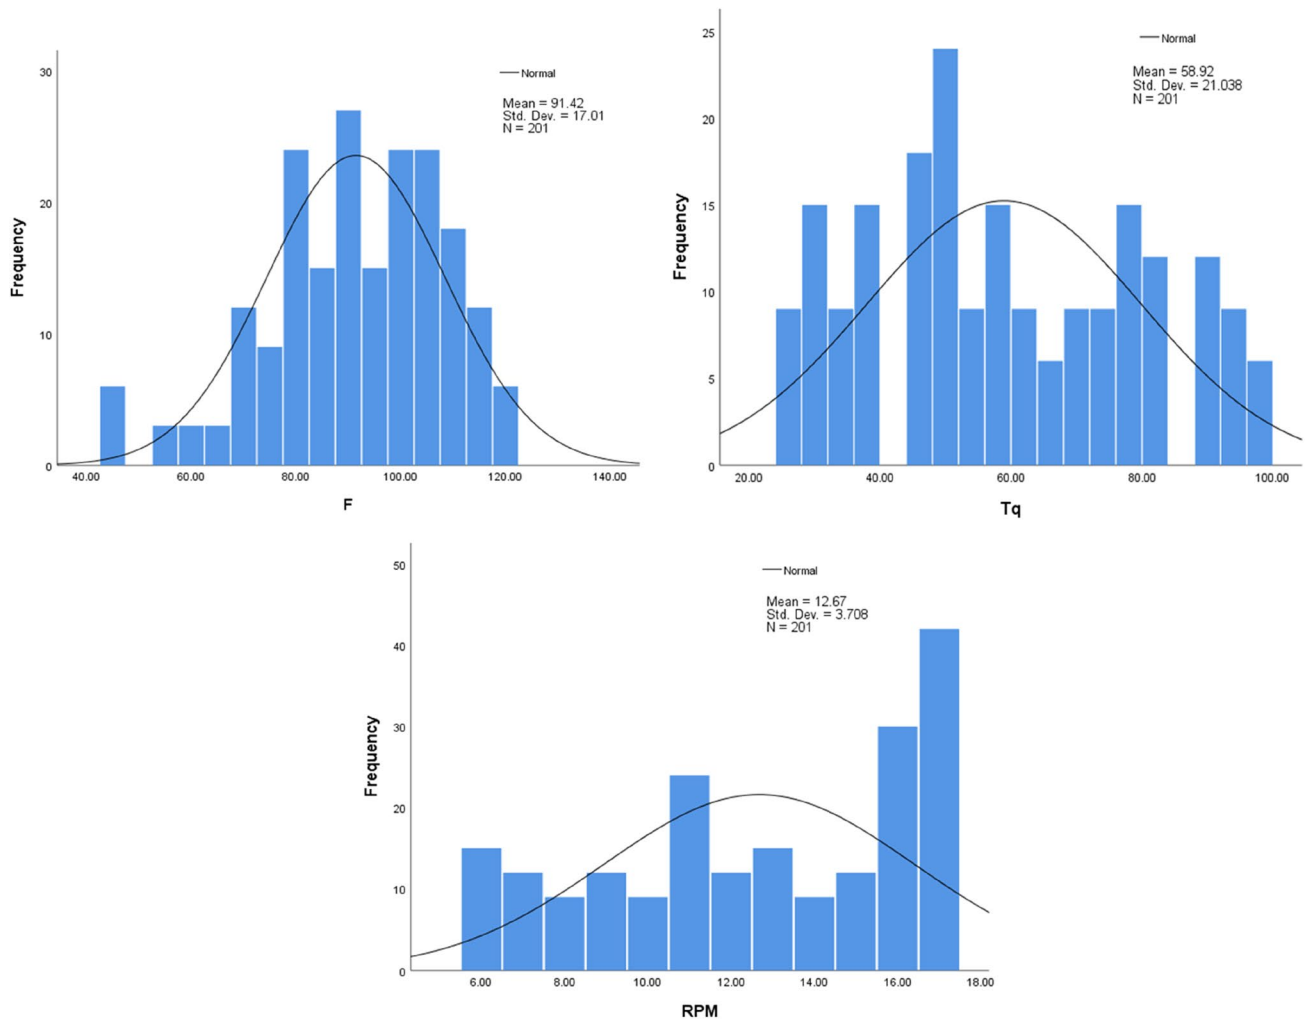 Normal
Mean = 91.42
Std. Dev. = 17.01
N = 201
30
20
10
0
Frequency
40.00 60.00 80.00 100.00 120.00 140.00
F
Normal
Mean = 58.92
Std. Dev. = 21.038
N = 201
25
20
15
10
5
0
Frequency
20.00 40.00 60.00 80.00 100.00
Tq
Normal
Mean = 12.67
Std. Dev. = 3.708
N = 201
50
40
30
20
10
0
Frequency
6.00 8.00 10.00 12.00 14.00 16.00 18.00
RPM